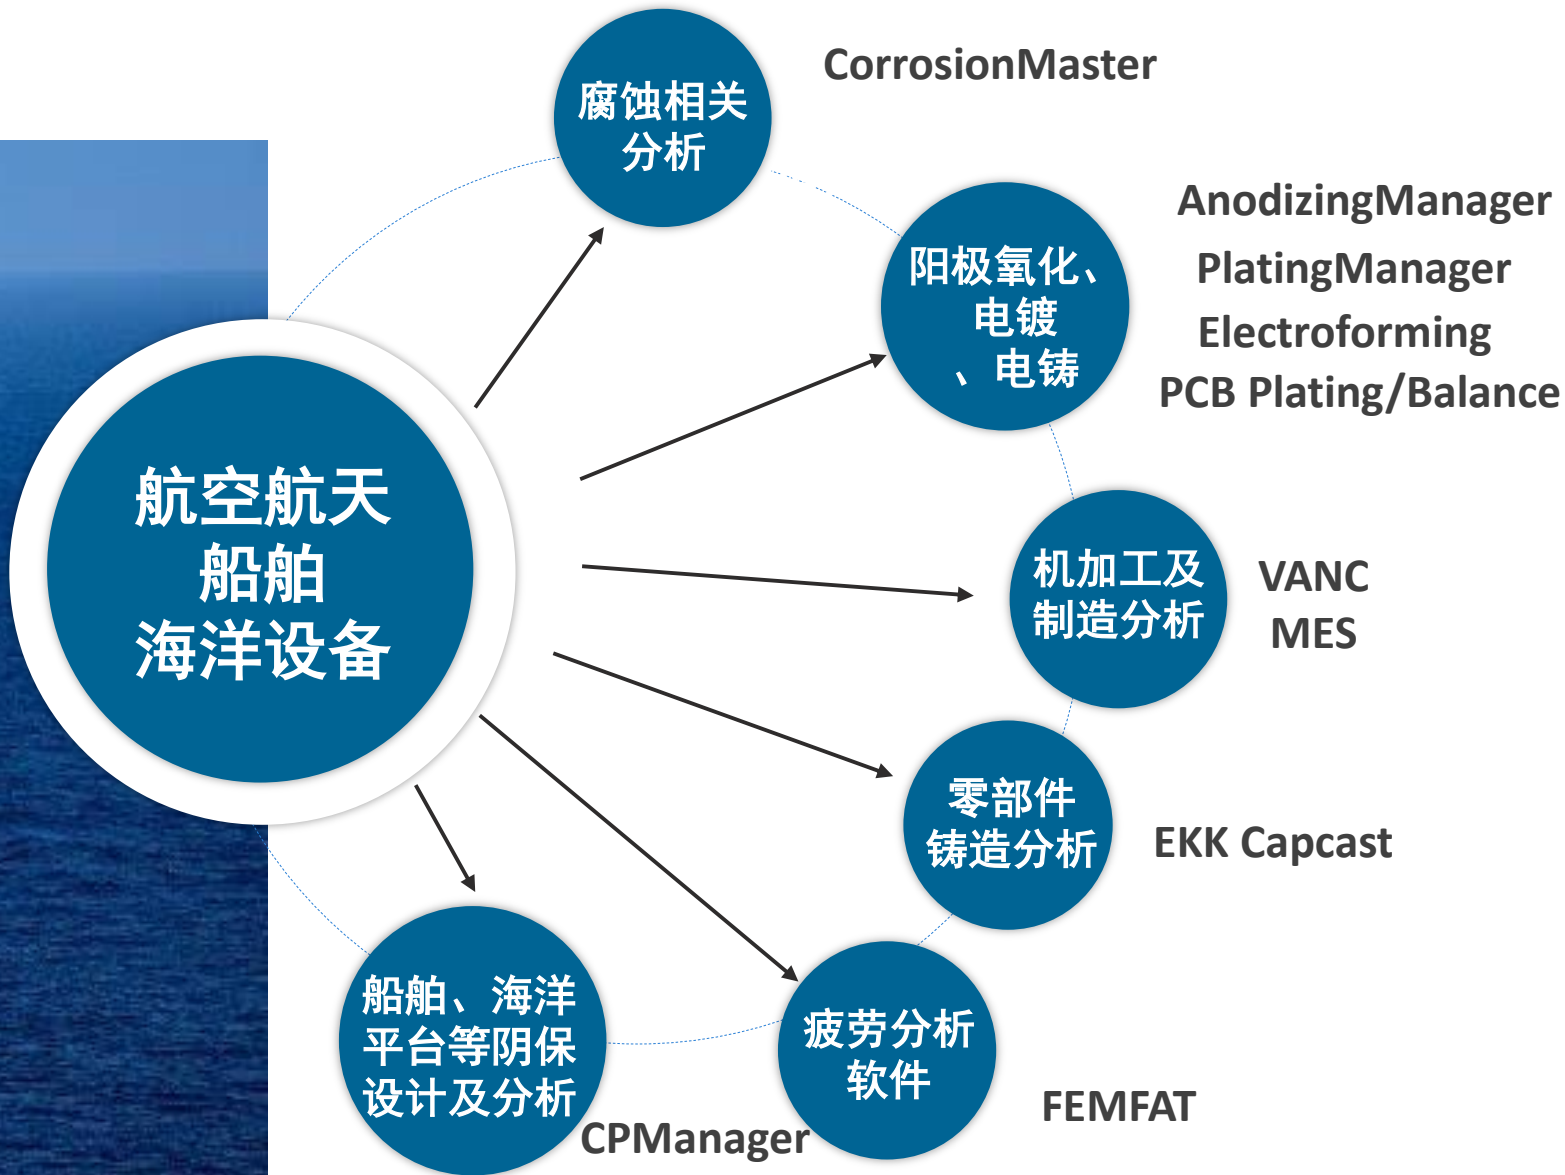 腐蚀相关
分析
CorrosionMaster
阳极氧化、
电镀
、电铸
AnodizingManager
PlatingManager
Electroforming
PCB Plating/Balance
航空航天
船舶
海洋设备
机加工及
制造分析
VANC
MES
零部件
铸造分析
EKK Capcast
疲劳分析
软件
FEMFAT
船舶、海洋
平台等阴保
设计及分析
CPManager